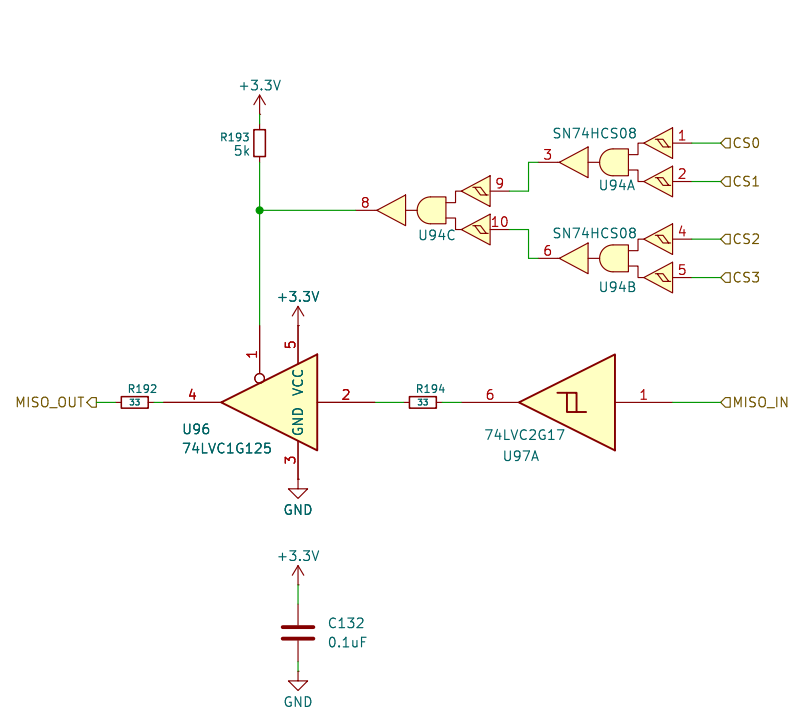 +3.3V
R193
5k
SN74HCS08
1
CS0
3
2
CS1
U94A
9
8
10
U94C
SN74HCS08
4
CS2
6
5
CS3
U94B
+3.3V
1
5
VCC
GND
MISO_OUT
R192
33
4
2
R194
33
6
1
MISO_IN
U96
74LVC1G125
3
74LVC2G17
U97A
GND
+3.3V
C132
0.1uF
GND